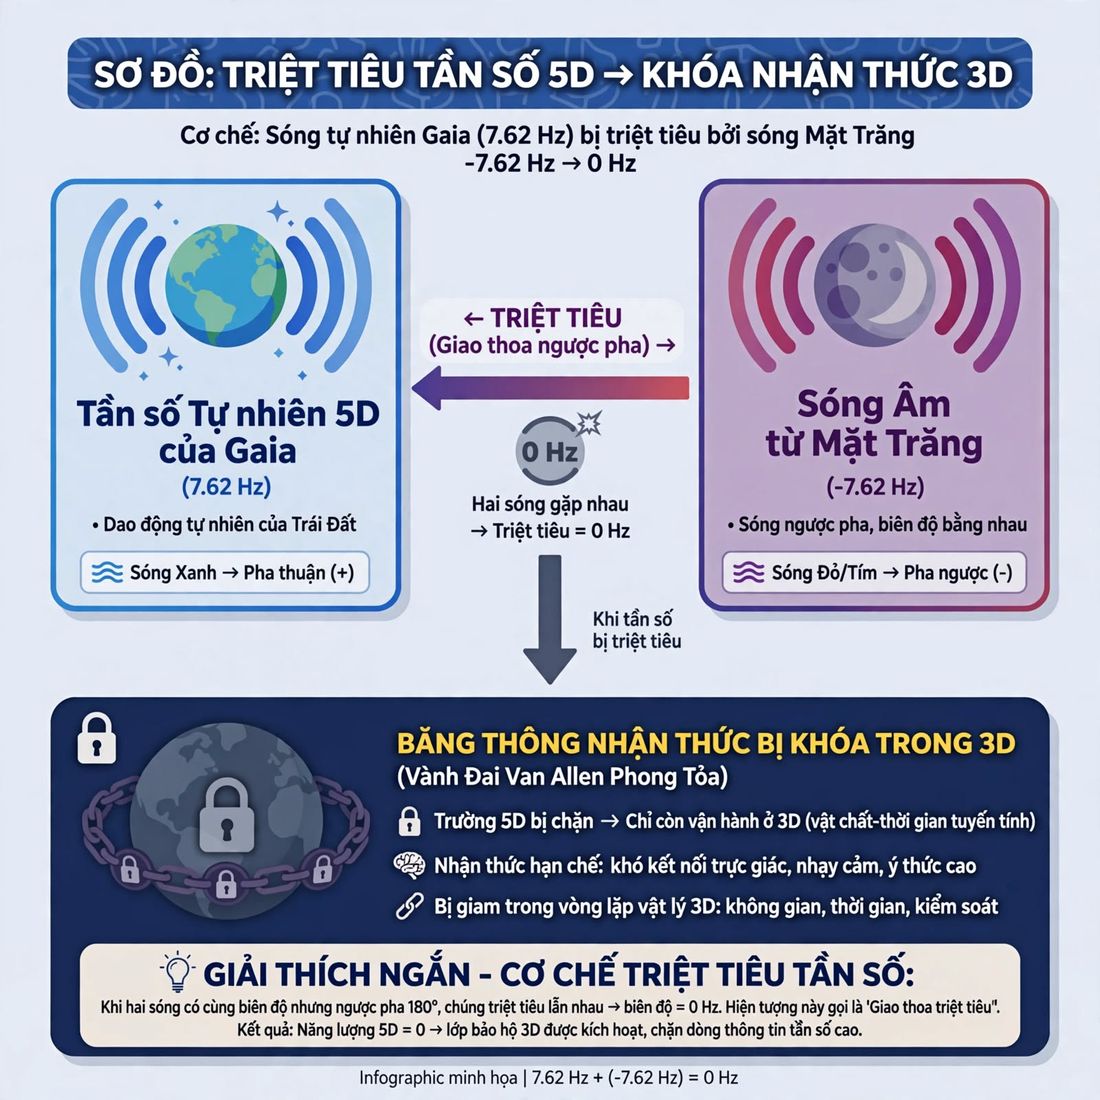 SƠ ĐỒ: TRIỆT TIÊU TẦN SỐ 5D → KHÓA NHẬN THỨC 3D
Cơ chế: Sóng tự nhiên Gaia (7.62 Hz) bị triệt tiêu bởi sóng Mặt Trăng
-7.62 Hz → 0 Hz
Tần số Tự nhiên 5D
của Gaia
(7.62 Hz)
• Dao động tự nhiên của Trái Đất
Sóng Xanh → Pha thuận (+)
← TRIỆT TIÊU
(Giao thoa ngược pha) →
0 Hz
Hai sóng gặp nhau
→ Triệt tiêu = 0 Hz
Sóng Âm
từ Mặt Trăng
(-7.62 Hz)
• Sóng ngược pha, biên độ bằng nhau
Sóng Đỏ/Tím → Pha ngược (-)
Khi tần số
bị triệt tiêu
BĂNG THÔNG NHẬN THỨC BỊ KHÓA TRONG 3D
(Vành Đai Van Allen Phong Tỏa)
Trường 5D bị chặn → Chỉ còn vận hành ở 3D (vật chất-thời gian tuyến tính)
Nhận thức hạn chế: khó kết nối trực giác, nhạy cảm, ý thức cao
Bị giam trong vòng lặp vật lý 3D: không gian, thời gian, kiểm soát
GIẢI THÍCH NGẮN - CƠ CHẾ TRIỆT TIÊU TẦN SỐ:
Khi hai sóng có cùng biên độ nhưng ngược pha 180°, chúng triệt tiêu lẫn nhau → biên độ = 0 Hz. Hiện tượng này gọi là 'Giao thoa triệt tiêu".
Kết quả: Năng lượng 5D = 0 → lớp bảo hộ 3D được kích hoạt, chặn dòng thông tin tần số cao.
Infographic minh họa | 7.62 Hz + (-7.62 Hz) = 0 Hz